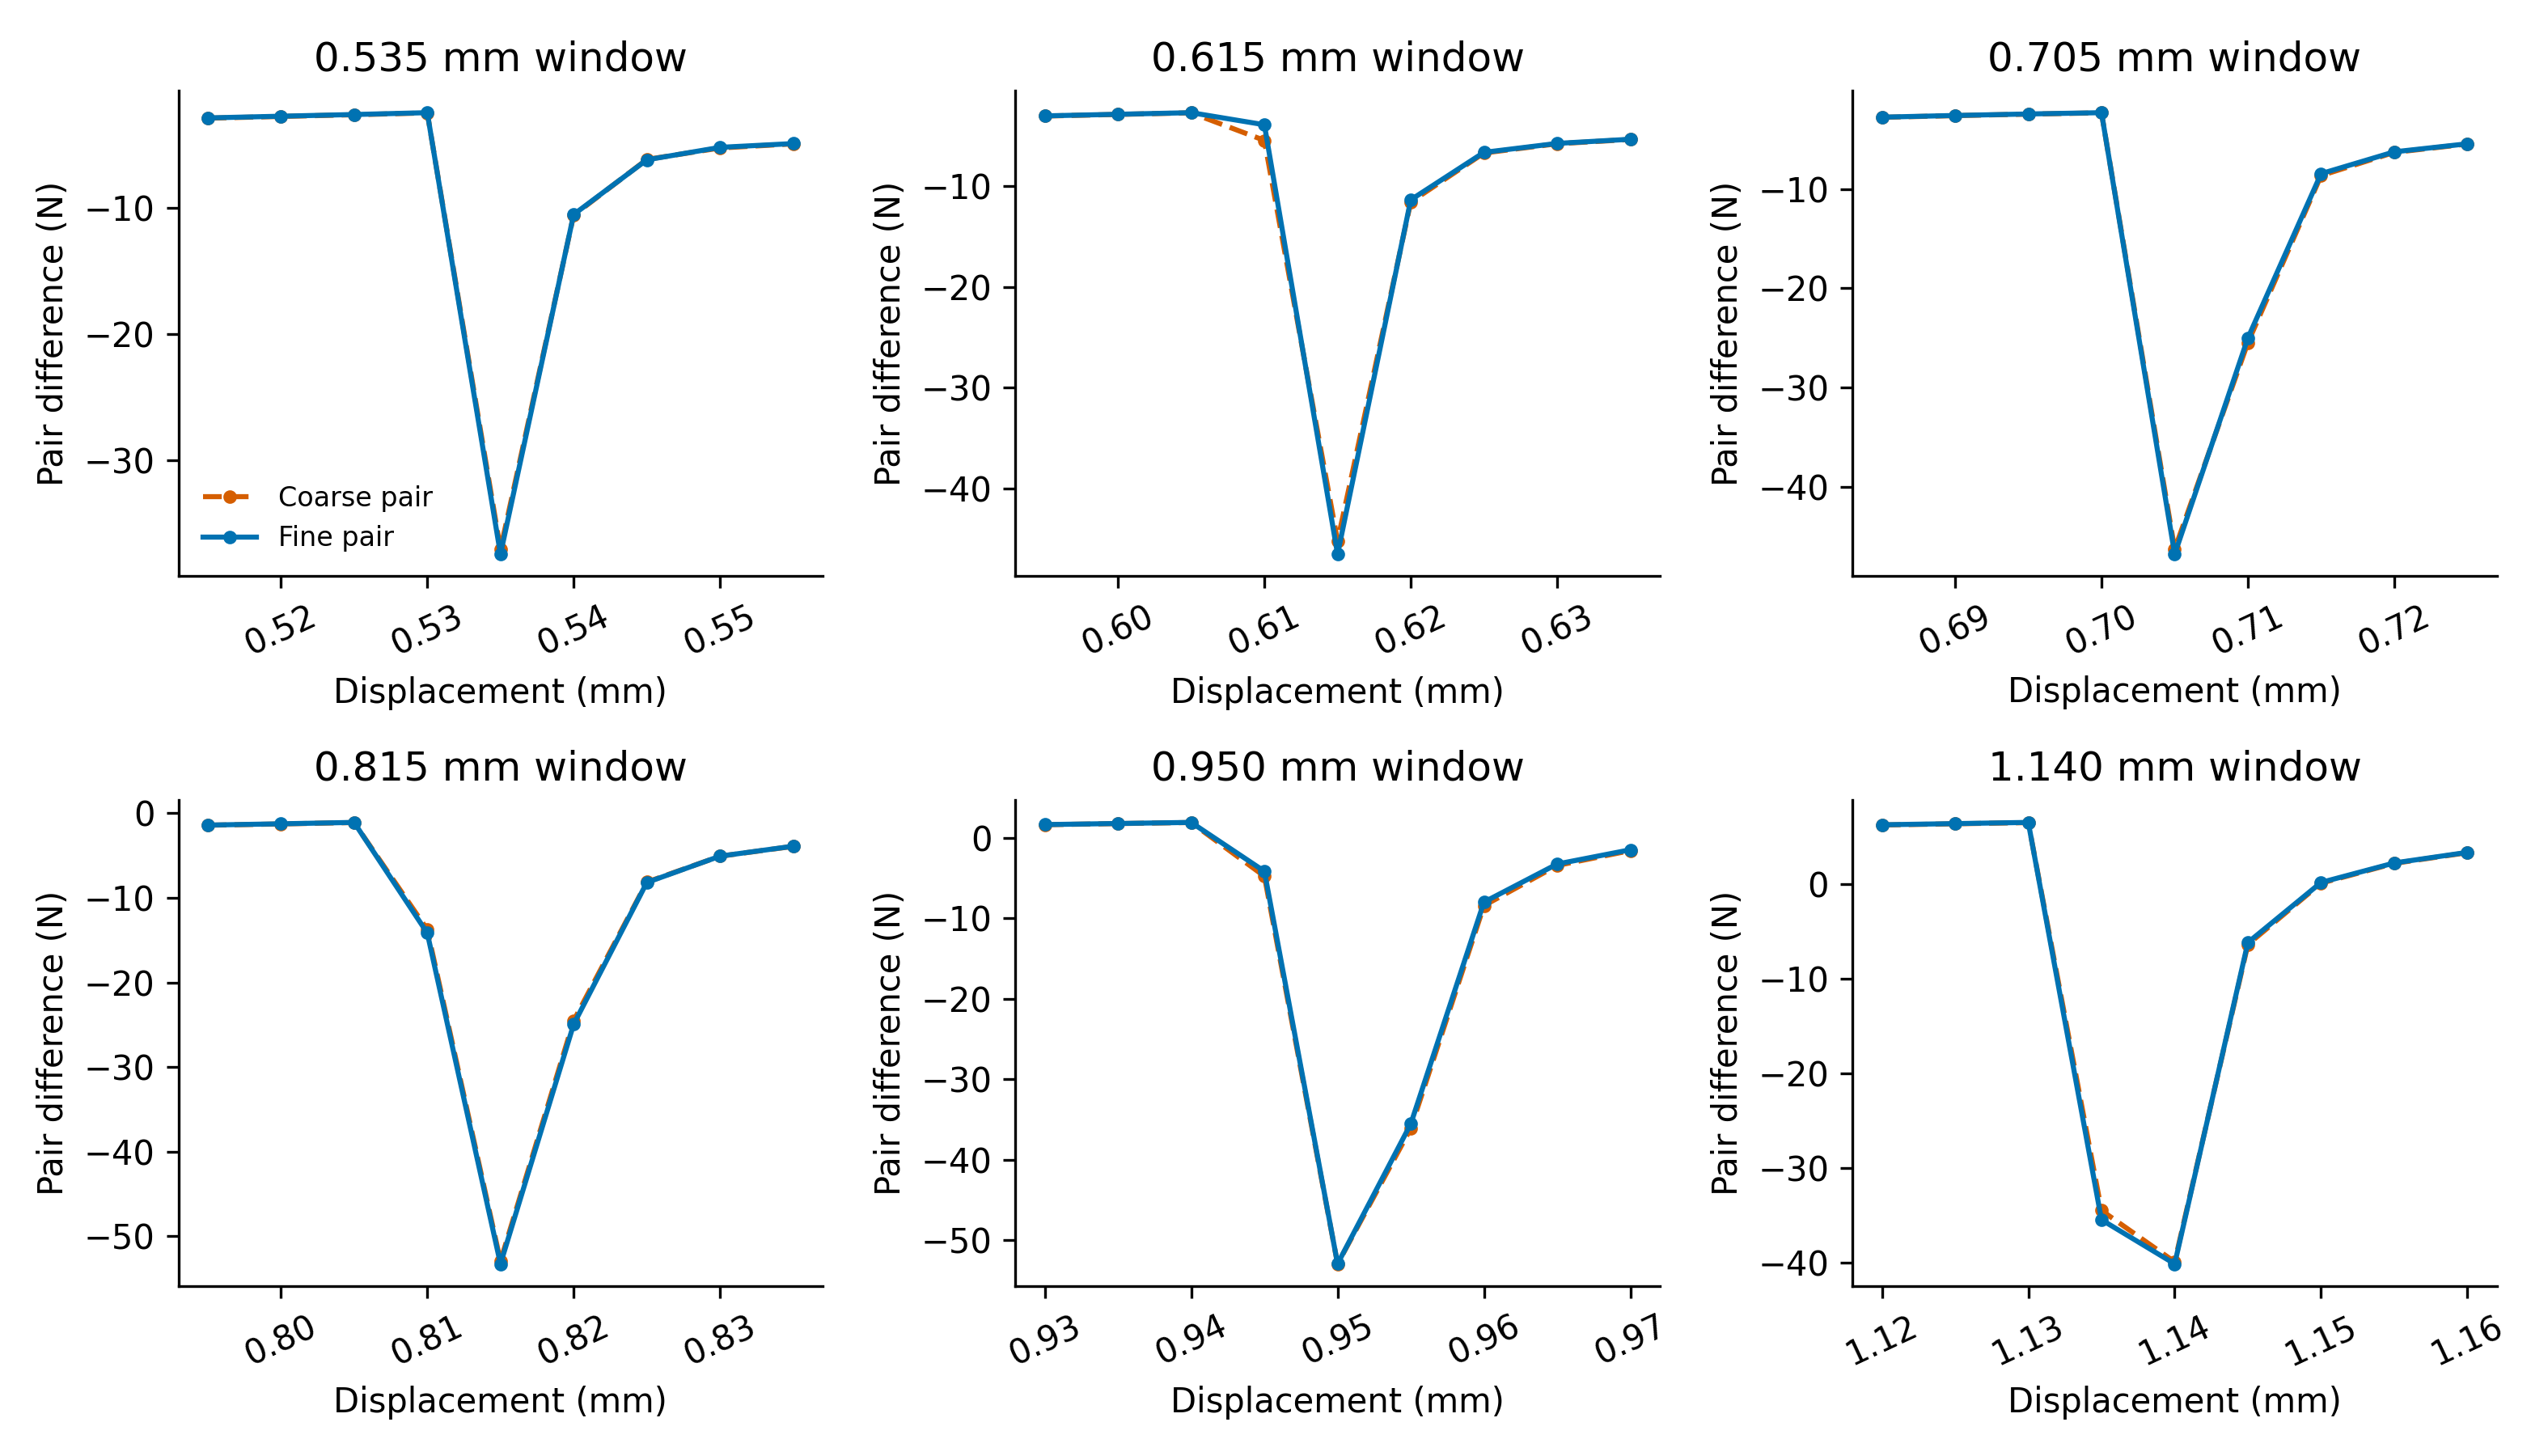 0.535 mm window
0.615 mm window
0.705 mm window
Pair difference (N)
−10
−20
−30
Coarse pair
Fine pair
0.52
0.53
0.54
0.55
Displacement (mm)
Pair difference (N)
−10
−20
−30
−40
0.60
0.61
0.62
0.63
Displacement (mm)
Pair difference (N)
−10
−20
−30
−40
0.69
0.70
0.71
0.72
Displacement (mm)
0.815 mm window
0.950 mm window
1.140 mm window
Pair difference (N)
0
−10
−20
−30
−40
−50
0.80
0.81
0.82
0.83
Displacement (mm)
Pair difference (N)
0
−10
−20
−30
−40
−50
0.93
0.94
0.95
0.96
0.97
Displacement (mm)
Pair difference (N)
0
−10
−20
−30
−40
1.12
1.13
1.14
1.15
1.16
Displacement (mm)